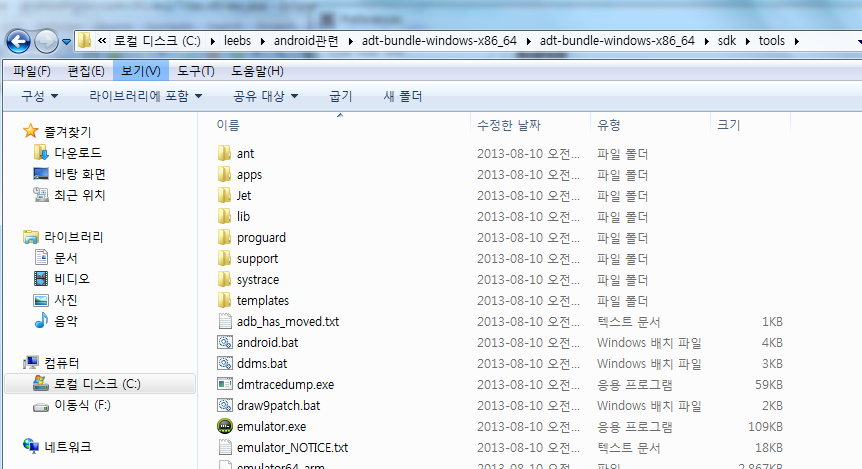 Preferences
« 로컬 디스크 (C:) ▸ leebs ▸ android관련 ▸ adt-bundle-windows-x86_64 ▸ adt-bundle-windows-x86_64 ▸ sdk ▸ tools ▸
파일(F) 편집(E) 보기(V) 도구(T) 도움말(H)
구성 ▾ 라이브러리에 포함 ▾ 공유 대상 ▾ 굽기 새 폴더
즐겨찾기
다운로드
바탕 화면
최근 위치
라이브러리
문서
비디오
사진
음악
컴퓨터
로컬 디스크 (C:)
이동식 (F:)
네트워크
이름 수정한 날짜 유형 크기
ant 2013-08-10 오전... 파일 폴더
apps 2013-08-10 오전... 파일 폴더
Jet 2013-08-10 오전... 파일 폴더
lib 2013-08-10 오전... 파일 폴더
proguard 2013-08-10 오전... 파일 폴더
support 2013-08-10 오전... 파일 폴더
systrace 2013-08-10 오전... 파일 폴더
templates 2013-08-10 오전... 파일 폴더
adb_has_moved.txt 2013-08-10 오전... 텍스트 문서 1KB
android.bat 2013-08-10 오전... Windows 배치 파일 4KB
ddms.bat 2013-08-10 오전... Windows 배치 파일 3KB
dmtracedump.exe 2013-08-10 오전... 응용 프로그램 59KB
draw9patch.bat 2013-08-10 오전... Windows 배치 파일 2KB
emulator.exe 2013-08-10 오전... 응용 프로그램 109KB
emulator_NOTICE.txt 2013-08-10 오전... 텍스트 문서 18KB
emulator64-arm 2013-08-10 오전... 파일 2,867KB